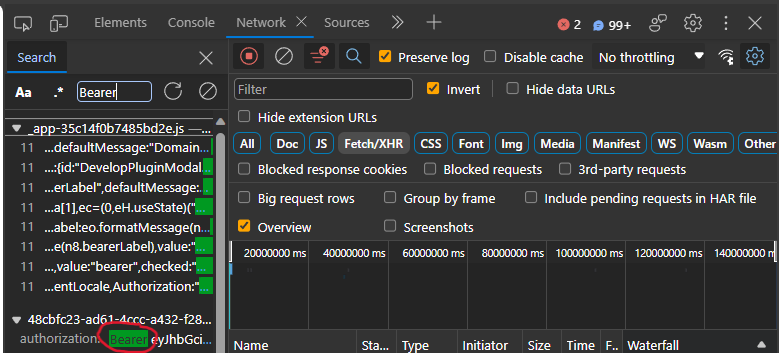 Elements Console Network Sources 2 99+
Search
Preserve log Disable cache No throttling
Aa .* Bearer
Filter Invert Hide data URLs
Hide extension URLs
_app-35c14f0b7485bd2e.js —...
All Doc JS Fetch/XHR CSS Font Img Media Manifest WS Wasm Other
11 ...defaultMessage:"Domain...
11 ...:{id:"DevelopPluginModal...
Blocked response cookies Blocked requests 3rd-party requests
11 ...erLabel",defaultMessage:...
11 ...a[1],ec=(0,eH.useState)("...
Big request rows Group by frame Include pending requests in HAR file
11 ...abel:eo.formatMessage(n...
Overview Screenshots
11 ...e(n8.bearerLabel),value:"...
20000000 ms 40000000 ms 60000000 ms 80000000 ms 100000000 ms 120000000 ms 140000000 ms
11 ...,value:"bearer",checked:"...
11 ...entLocale,Authorization:"...
48cbfc23-ad61-4ccc-a432-f28...
authorization: Bearer eyJhbGci...
Name Sta... Type Initiator Size Time F.. Waterfall